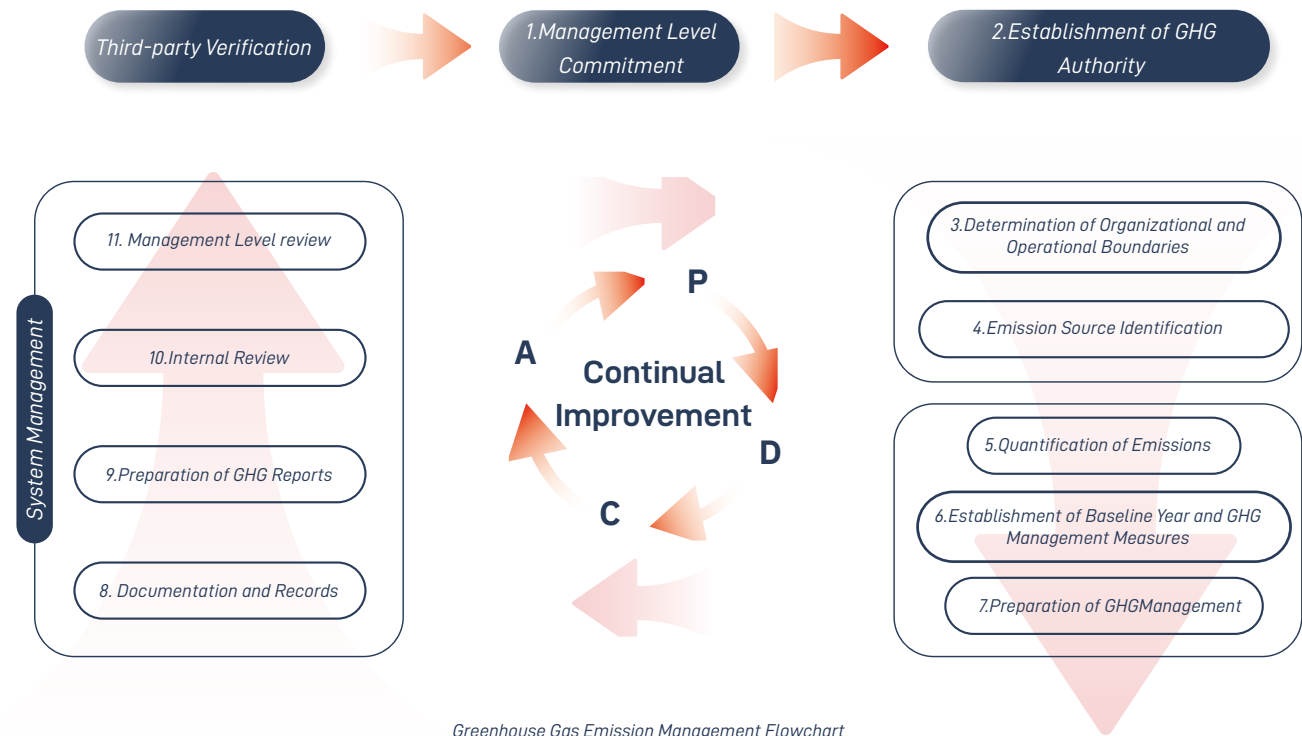 Third-party Verification
1.Management Level
Commitment
2.Establishment of GHG
Authority
System Management
11. Management Level review
10.Internal Review
9.Preparation of GHG Reports
8. Documentation and Records
P
A
Continual
Improvement
D
C
3.Determination of Organizational and
Operational Boundaries
4.Emission Source Identification
5.Quantification of Emissions
6.Establishment of Baseline Year and GHG
Management Measures
7.Preparation of GHGManagement
Greenhouse Gas Emission Management Flowchart